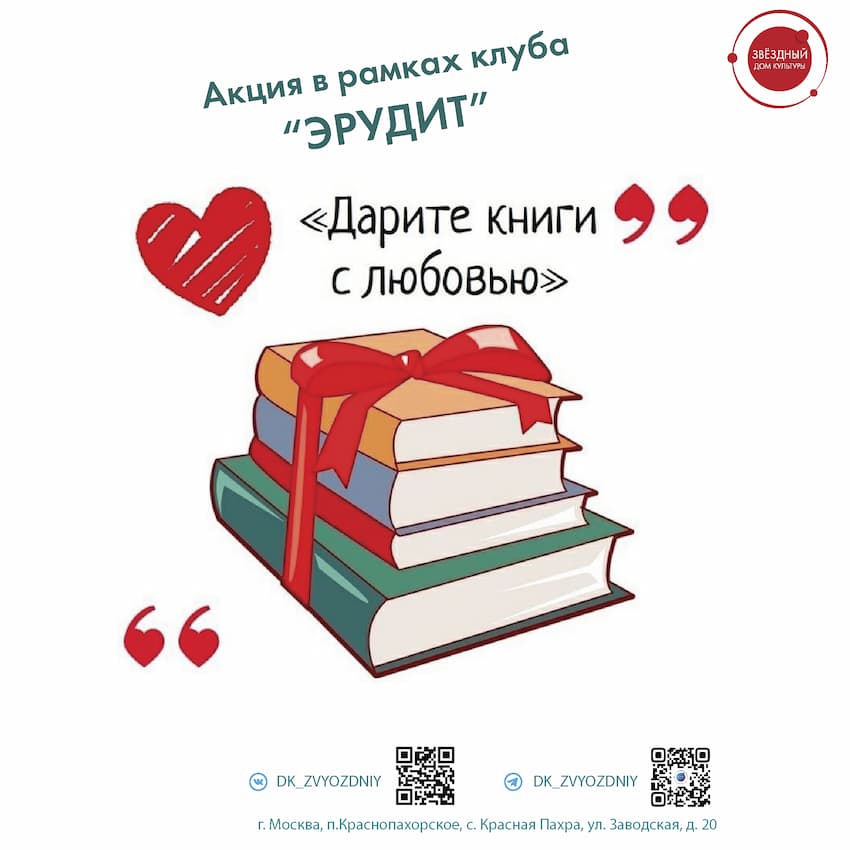 Акция в рамках клуба
“ЭРУДИТ”
ЗВЁЗДНЫЙ
ДОМ КУЛЬТУРЫ
«Дарите книги
с любовью»
DK_ZVYOZDNIY DK_ZVYOZDNIY
г. Москва, п.Краснопахорское, с. Красная Пахра, ул. Заводская, д. 20